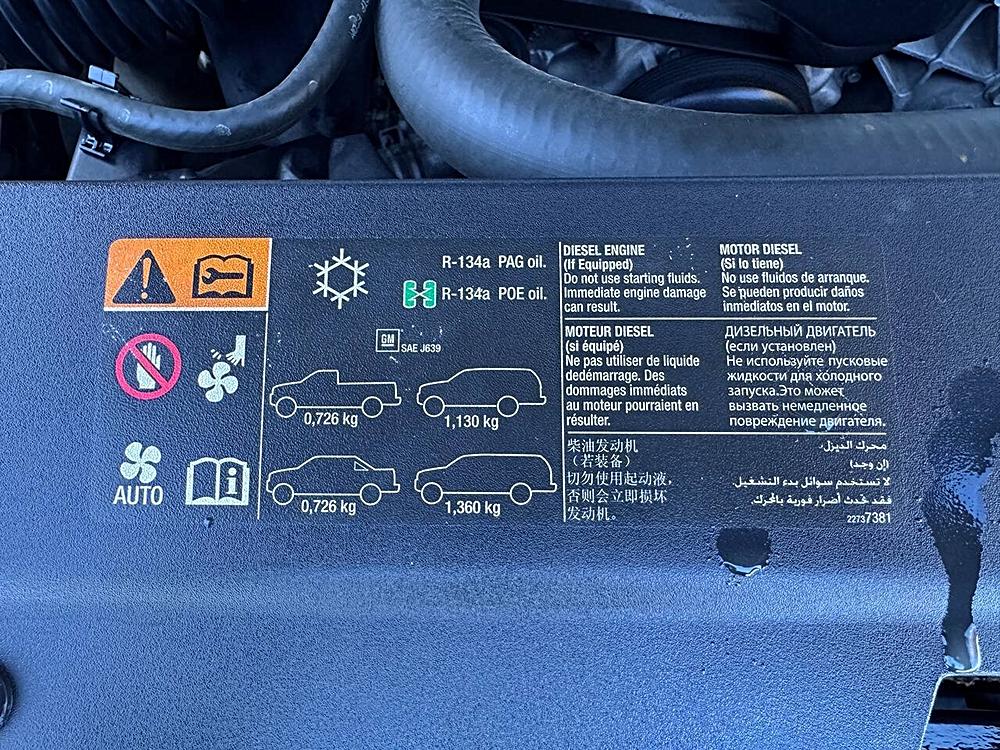 R-134a PAG oil.
R-134a POE oil.
GM SAE J639
0,726 kg
1,130 kg
0,726 kg
1,360 kg
AUTO
DIESEL ENGINE
(If Equipped)
Do not use starting fluids.
Immediate engine damage
can result.
MOTOR DIESEL
(Si lo tiene)
No use fluidos de arranque.
Se pueden producir daños
inmediatos en el motor.
MOTEUR DIESEL
(si équipé)
Ne pas utiliser de liquide
dedémarrage. Des
dommages immédiats
au moteur pourraient en
résulter.
ДИЗЕЛЬНЫЙ ДВИГАТЕЛЬ
(если установлен)
Не используйте пусковые
жидкости для холодного
запуска.Это может
вызвать немедленное
повреждение двигателя.
柴油发动机
（若装备）
切勿使用起动液，
否则会立即损坏
发动机。
محرك الديزل.
(إن وجد)
لا تستخدم سوائل بدء التشغيل.
فقد تحدث أضرار فورية بالمحرك.
22737381